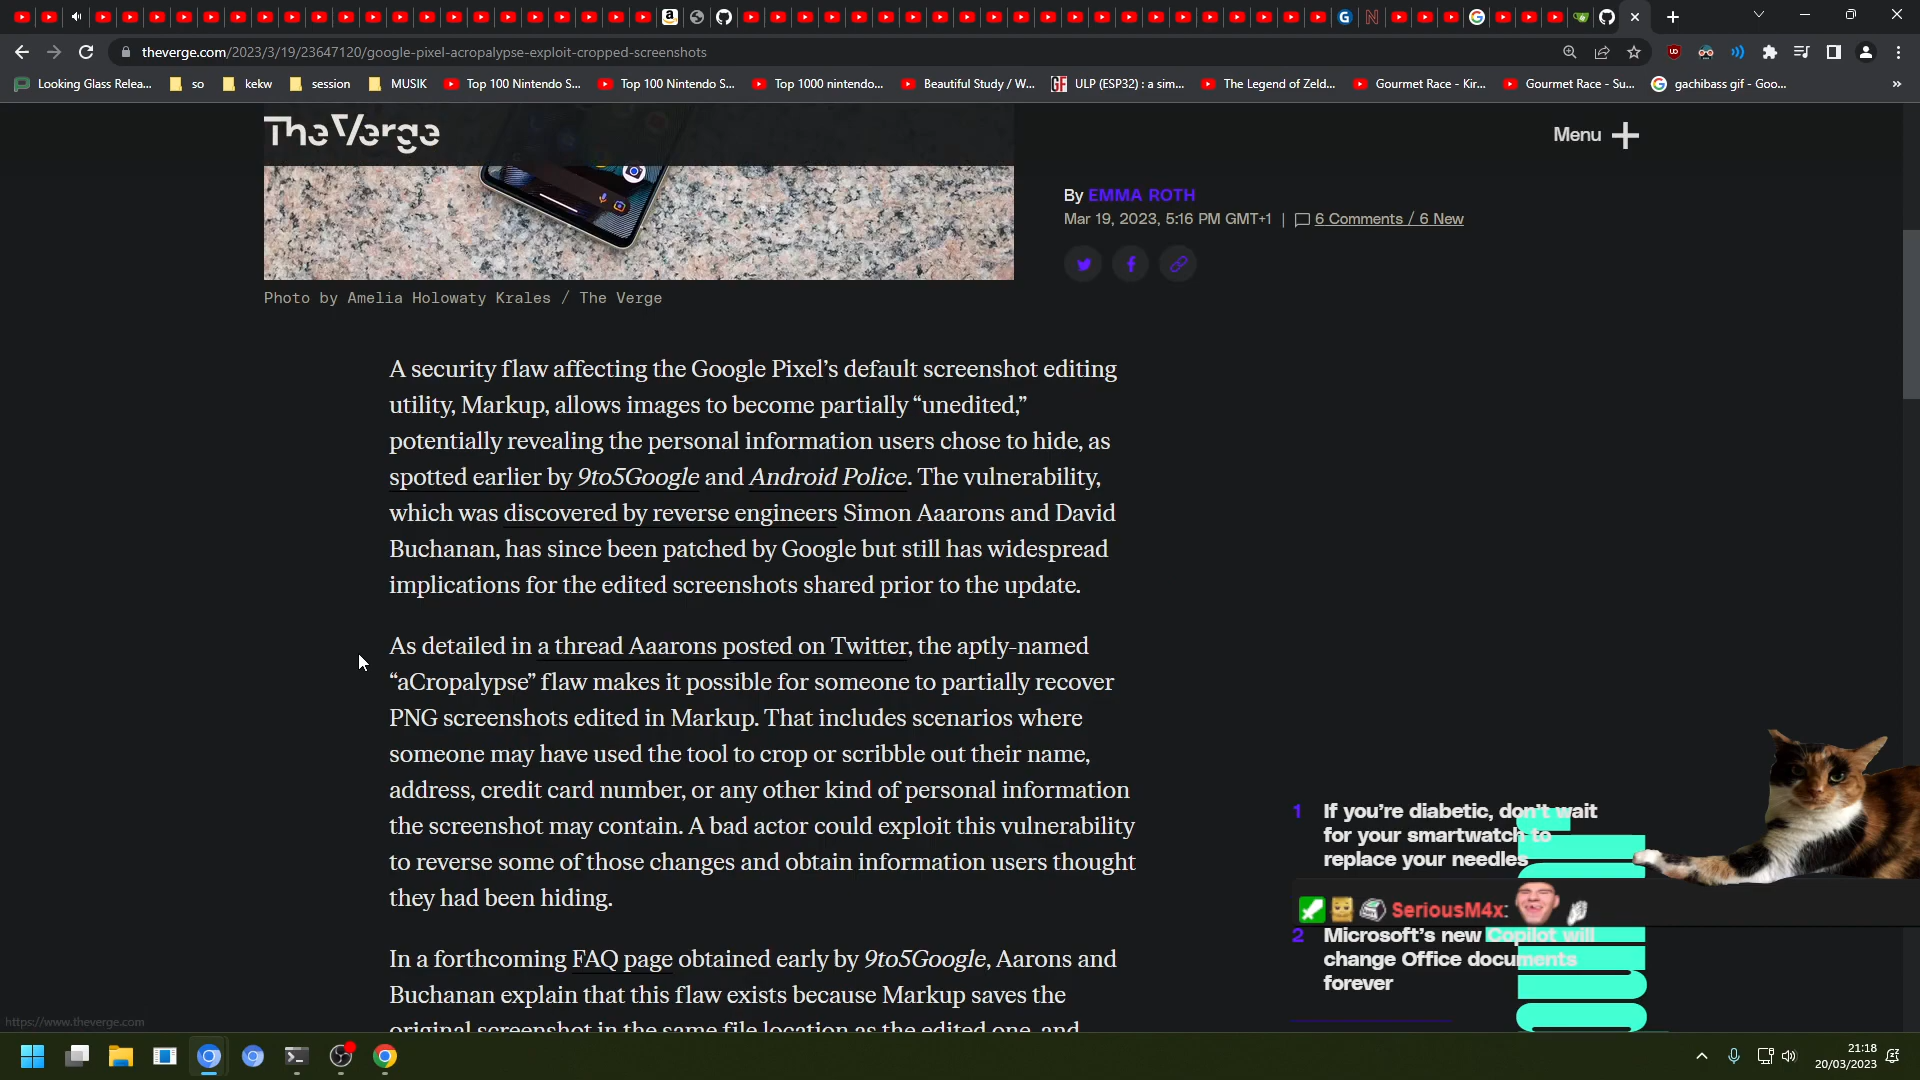 theverge.com/2023/3/19/23647120/google-pixel-acropalypse-exploit-cropped-screenshots
Looking Glass Relea...
so
kekw
session
MUSIK
Top 100 Nintendo S...
Top 100 Nintendo S...
Top 1000 nintendo...
Beautiful Study / W...
ULP (ESP32) : a sim...
The Legend of Zeld...
Gourmet Race - Kir...
Gourmet Race - Su...
gachibass gif - Goo...
»
The Verge
Menu
By EMMA ROTH
Mar 19, 2023, 5:16 PM GMT+1 | 6 Comments / 6 New
Photo by Amelia Holowaty Krales / The Verge
A security flaw affecting the Google Pixel’s default screenshot editing
utility, Markup, allows images to become partially “unedited,”
potentially revealing the personal information users chose to hide, as
spotted earlier by 9to5Google and Android Police. The vulnerability,
which was discovered by reverse engineers Simon Aaarons and David
Buchanan, has since been patched by Google but still has widespread
implications for the edited screenshots shared prior to the update.
As detailed in a thread Aaarons posted on Twitter, the aptly-named
“aCropalypse” flaw makes it possible for someone to partially recover
PNG screenshots edited in Markup. That includes scenarios where
someone may have used the tool to crop or scribble out their name,
address, credit card number, or any other kind of personal information
the screenshot may contain. A bad actor could exploit this vulnerability
to reverse some of those changes and obtain information users thought
they had been hiding.
In a forthcoming FAQ page obtained early by 9to5Google, Aarons and
Buchanan explain that this flaw exists because Markup saves the
original screenshot in the same file location as the edited one, and
1 If you’re diabetic, don’t wait
for your smartwatch to
replace your needles
SeriousM4x:
2 Microsoft’s new Copilot will
change Office documents
forever
https://www.theverge.com
21:18
20/03/2023